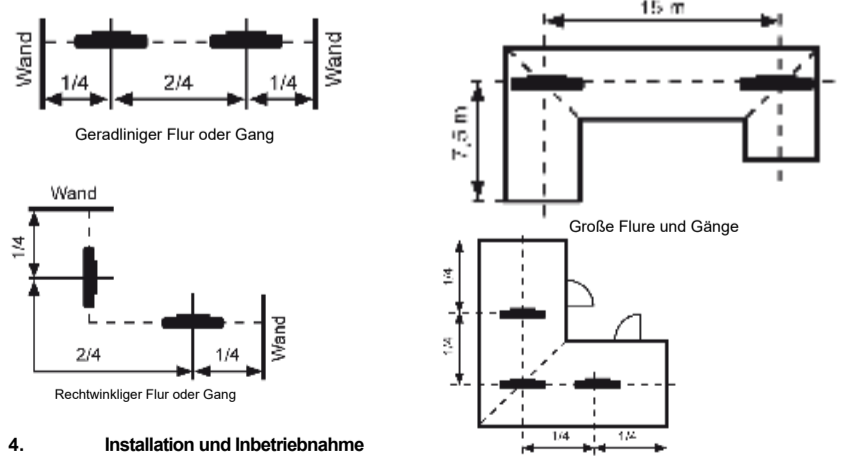 Wand
Wand
1/4
2/4
1/4
Geradliniger Flur oder Gang
15 m
7,5 m
Große Flure und Gänge
Wand
1/4
2/4
1/4
Wand
Rechtwinkliger Flur oder Gang
1/4
1/4
1/4
1/4
4. Installation und Inbetriebnahme